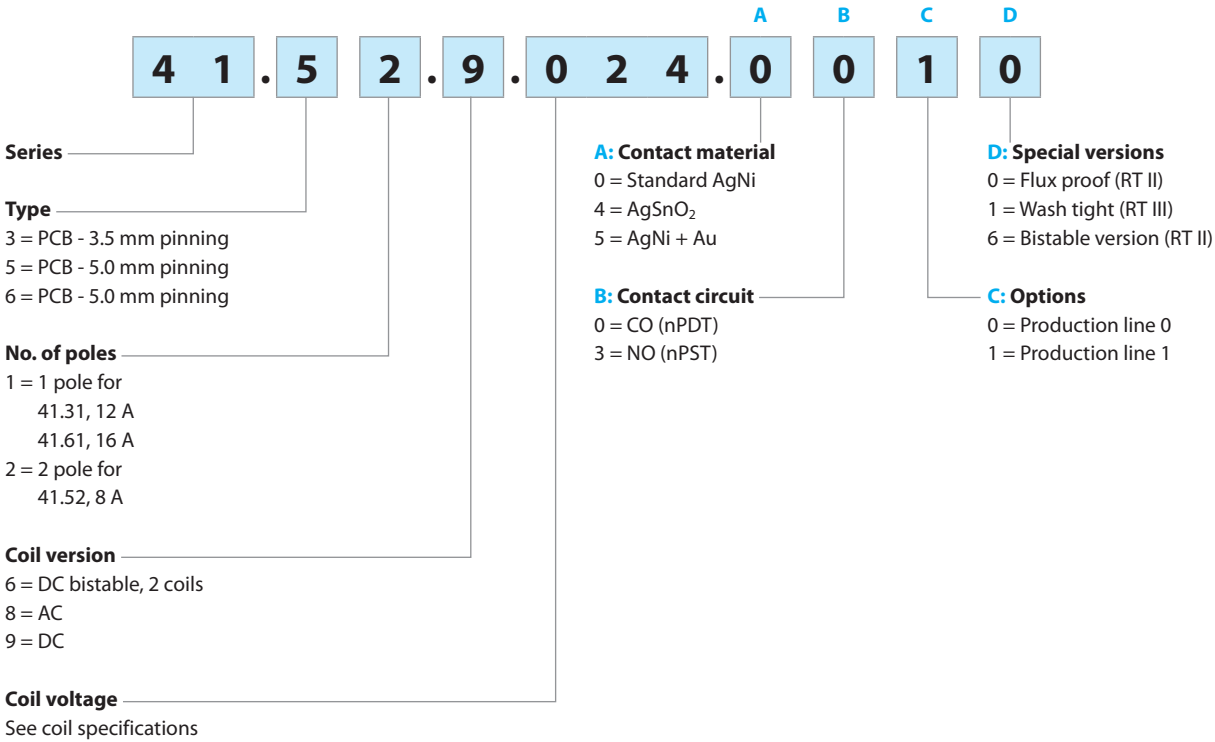 A B C D
4 1 . 5 2 . 9 . 0 2 4 . 0 0 1 0
Series
Type
3 = PCB - 3.5 mm pinning
5 = PCB - 5.0 mm pinning
6 = PCB - 5.0 mm pinning
No. of poles
1 = 1 pole for
41.31, 12 A
41.61, 16 A
2 = 2 pole for
41.52, 8 A
Coil version
6 = DC bistable, 2 coils
8 = AC
9 = DC
Coil voltage
See coil specifications
A: Contact material
0 = Standard AgNi
4 = AgSnO₂
5 = AgNi + Au
B: Contact circuit
0 = CO (nPDT)
3 = NO (nPST)
D: Special versions
0 = Flux proof (RT II)
1 = Wash tight (RT III)
6 = Bistable version (RT II)
C: Options
0 = Production line 0
1 = Production line 1